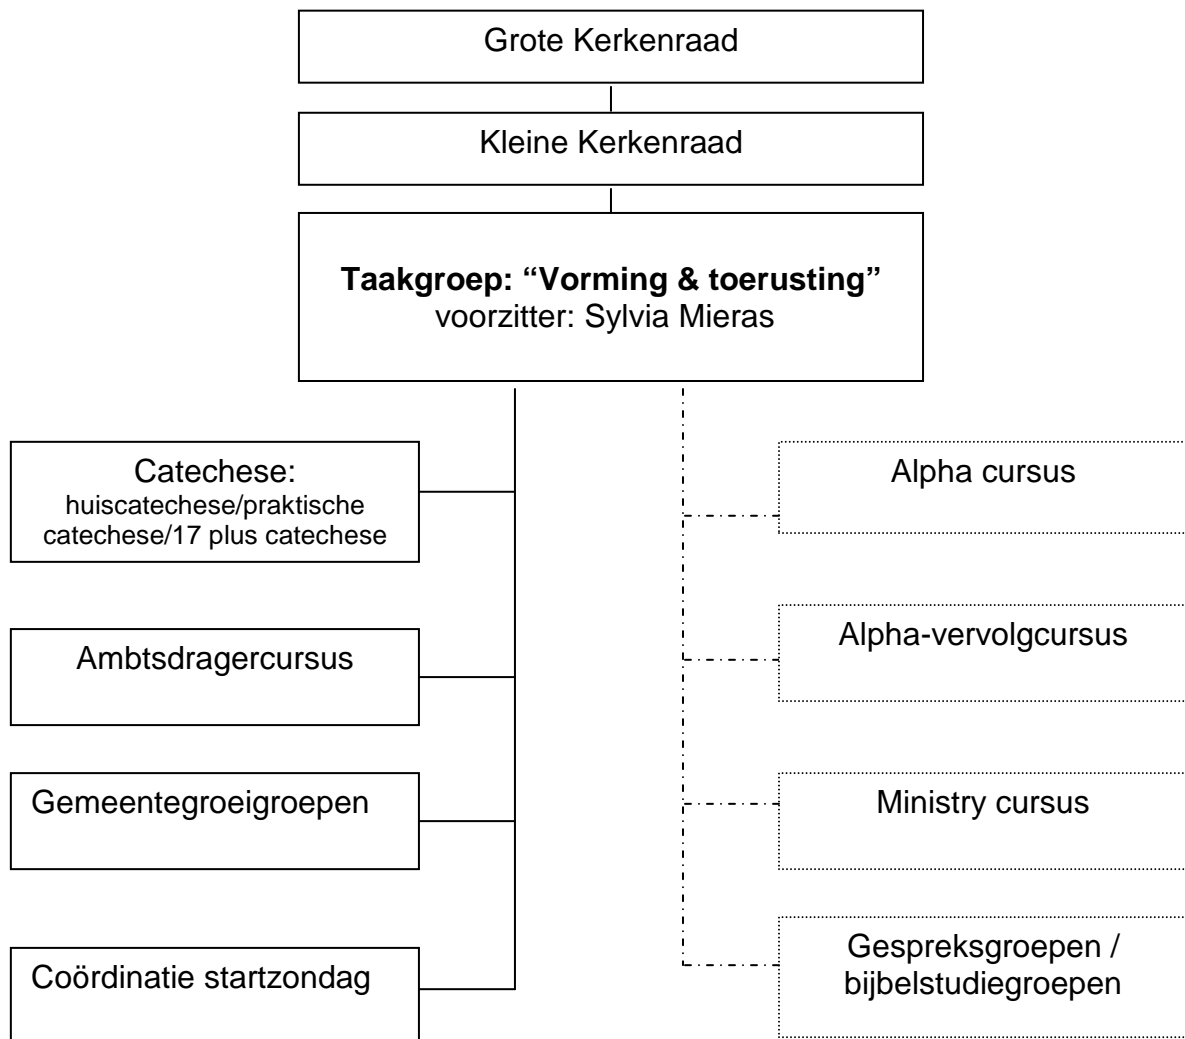 Grote Kerkenraad
Kleine Kerkenraad
Taakgroep: “Vorming & toerusting”
voorzitter: Sylvia Mieras
Catechese:
huiscatechese/praktische
catechese/17 plus catechese
Ambtsdragercursus
Gemeentegroeigroepen
Coördinatie startzondag
Alpha cursus
Alpha-vervolgcursus
Ministry cursus
Gespreksgroepen /
bijbelstudiegroepen